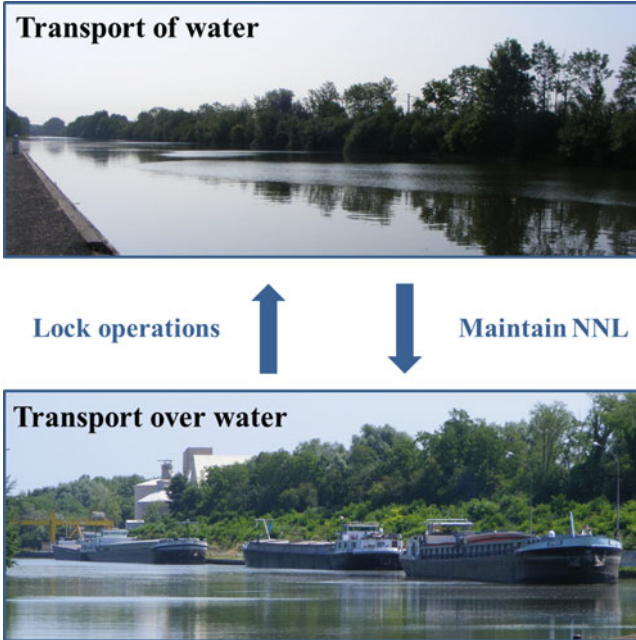 Transport of water
Lock operations
Maintain NNL
Transport over water